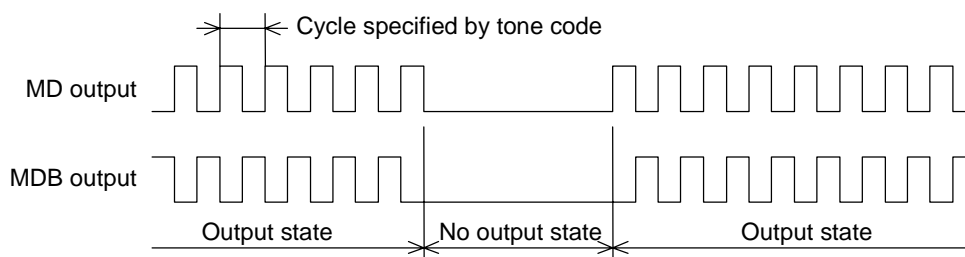 Cycle specified by tone code
MD output
MDB output
Output state
No output state
Output state